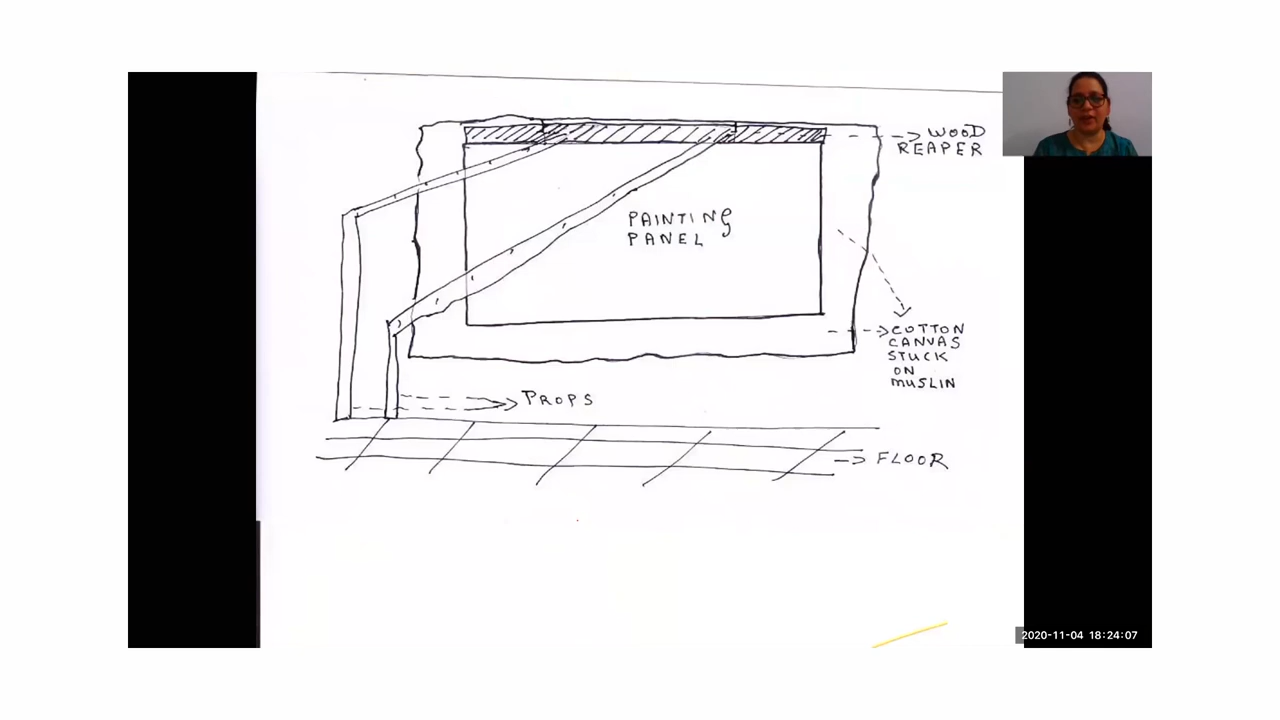 WOOD
REAPER
PAINTING
PANEL
COTTON
CANVAS
STUCK
ON
MUSLIN
PROPS
FLOOR
2020-11-04 18:24:07